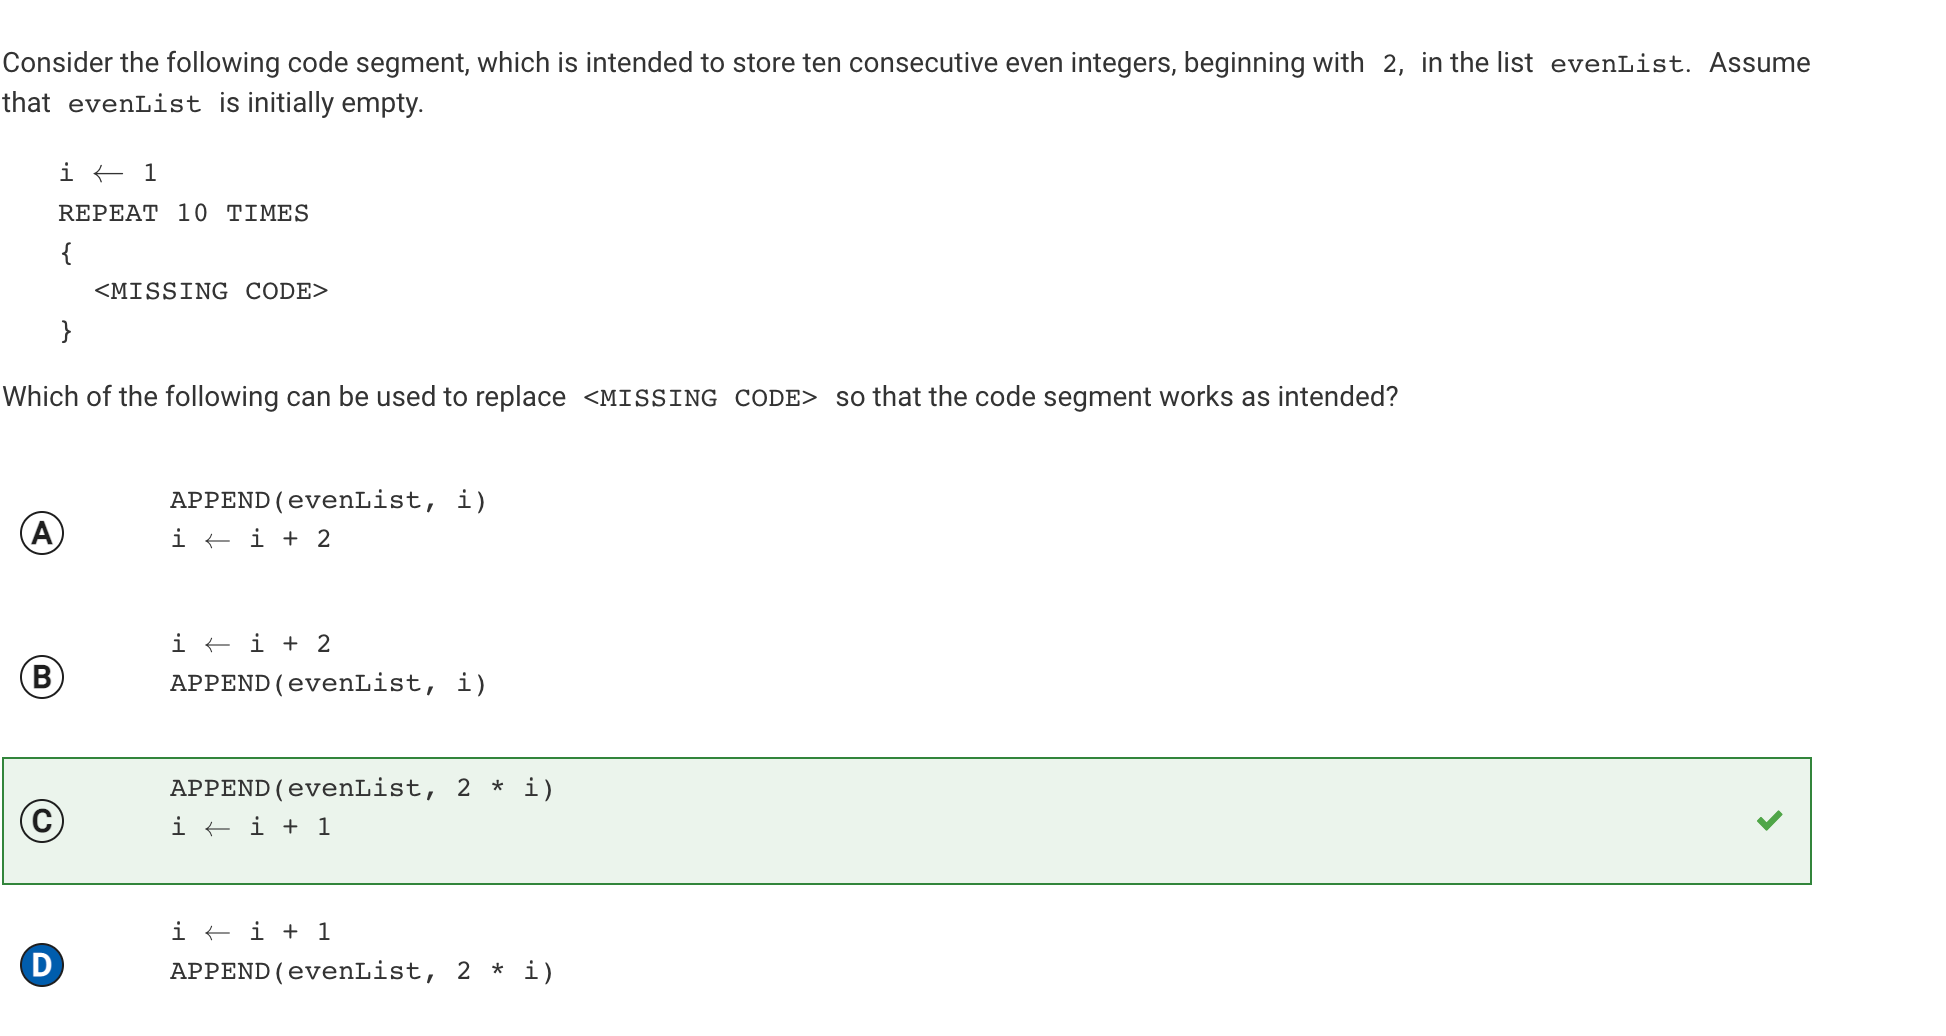 Consider the following code segment, which is intended to store ten consecutive even integers, beginning with 2, in the list evenList. Assume
that evenList is initially empty.
i ← 1
REPEAT 10 TIMES
{
<MISSING CODE>
}
Which of the following can be used to replace <MISSING CODE> so that the code segment works as intended?
A
APPEND(evenList, i)
i ← i + 2
B
i ← i + 2
APPEND(evenList, i)
C
APPEND(evenList, 2 * i)
i ← i + 1
D
i ← i + 1
APPEND(evenList, 2 * i)